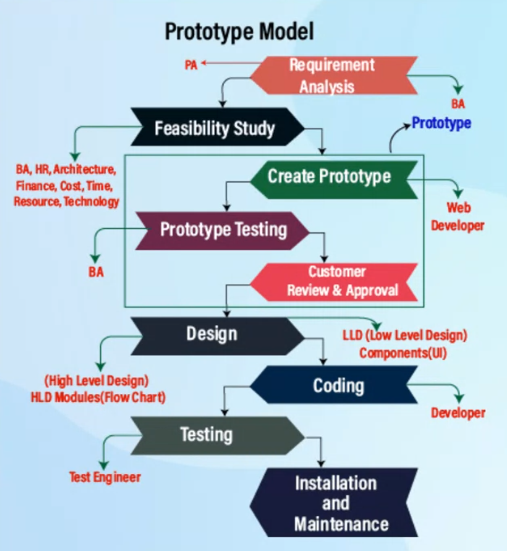 Prototype Model
PA
Requirement
Analysis
BA
Feasibility Study
Prototype
BA, HR, Architecture,
Finance, Cost, Time,
Resource, Technology
Create Prototype
Web
Developer
Prototype Testing
BA
Customer
Review & Approval
Design
LLD (Low Level Design)
Components(UI)
(High Level Design)
HLD Modules(Flow Chart)
Coding
Developer
Testing
Test Engineer
Installation
and
Maintenance